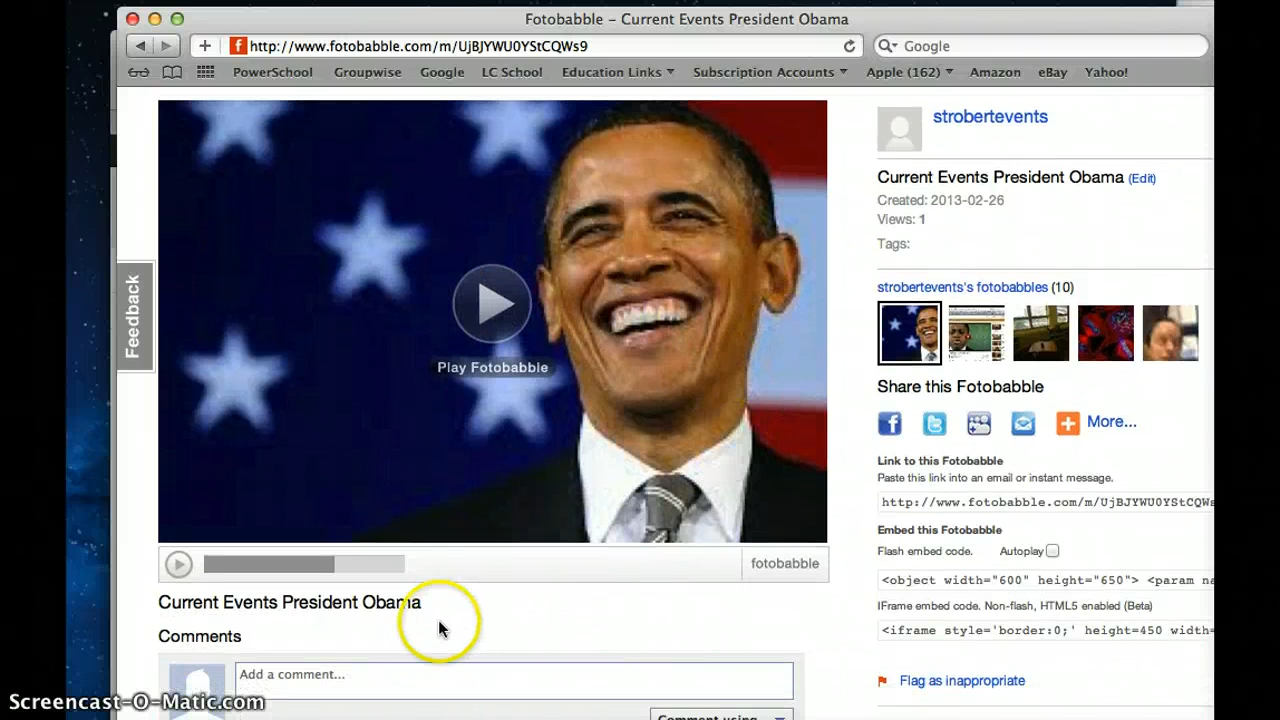 Fotobabble – Current Events President Obama
http://www.fotobabble.com/m/UjBJYWU0YStCQWs9
Google
PowerSchool Groupwise Google LC School Education Links Subscription Accounts Apple (162) Amazon eBay Yahoo!
Feedback
Play Fotobabble
fotobabble
Current Events President Obama
Comments
Add a comment...
Comment using...
strobertevents
Current Events President Obama (Edit)
Created: 2013-02-26
Views: 1
Tags:
strobertevents's fotobabbles (10)
Share this Fotobabble
More...
Link to this Fotobabble
Paste this link into an email or instant message.
http://www.fotobabble.com/m/UjBJYWU0YStCQWs
Embed this Fotobabble
Flash embed code. Autoplay
<object width="600" height="650"> <param na
IFrame embed code. Non-flash, HTML5 enabled (Beta)
<iframe style='border:0;' height=450 width=
Flag as inappropriate
Screencast-O-Matic.com